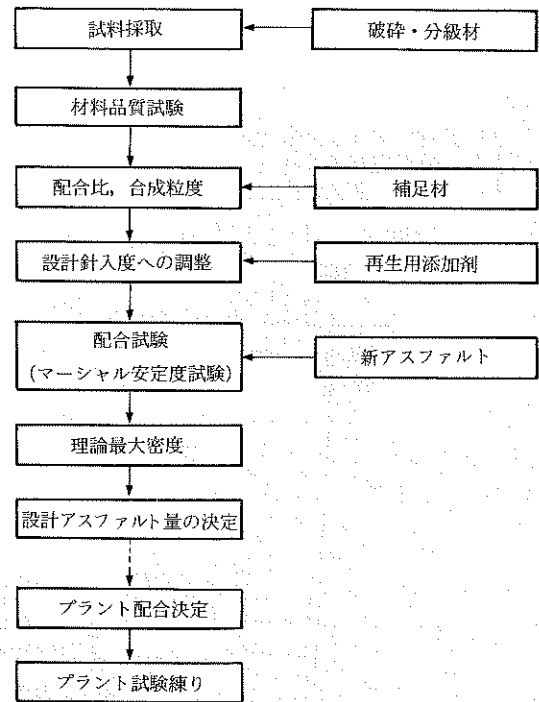 試料採取
破砕・分級材
材料品質試験
配合比，合成粒度
補足材
設計針入度への調整
再生用添加剤
配合試験
(マーシャル安定度試験)
新アスファルト
理論最大密度
設計アスファルト量の決定
プラント配合決定
プラント試験練り